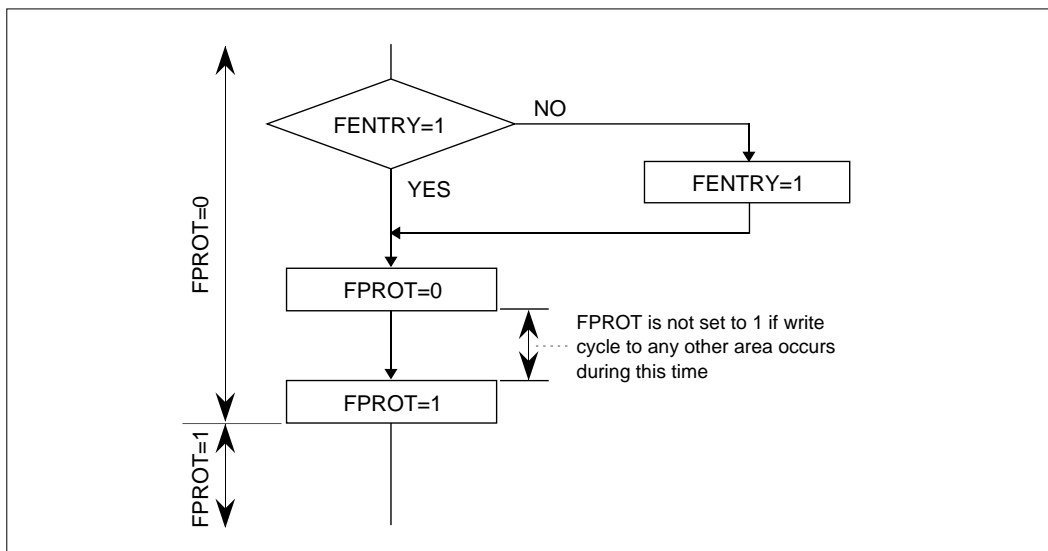 FENTRY=1
NO
FENTRY=1
YES
FPROT=0
FPROT=0
FPROT is not set to 1 if write
cycle to any other area occurs
during this time
FPROT=1
FPROT=1